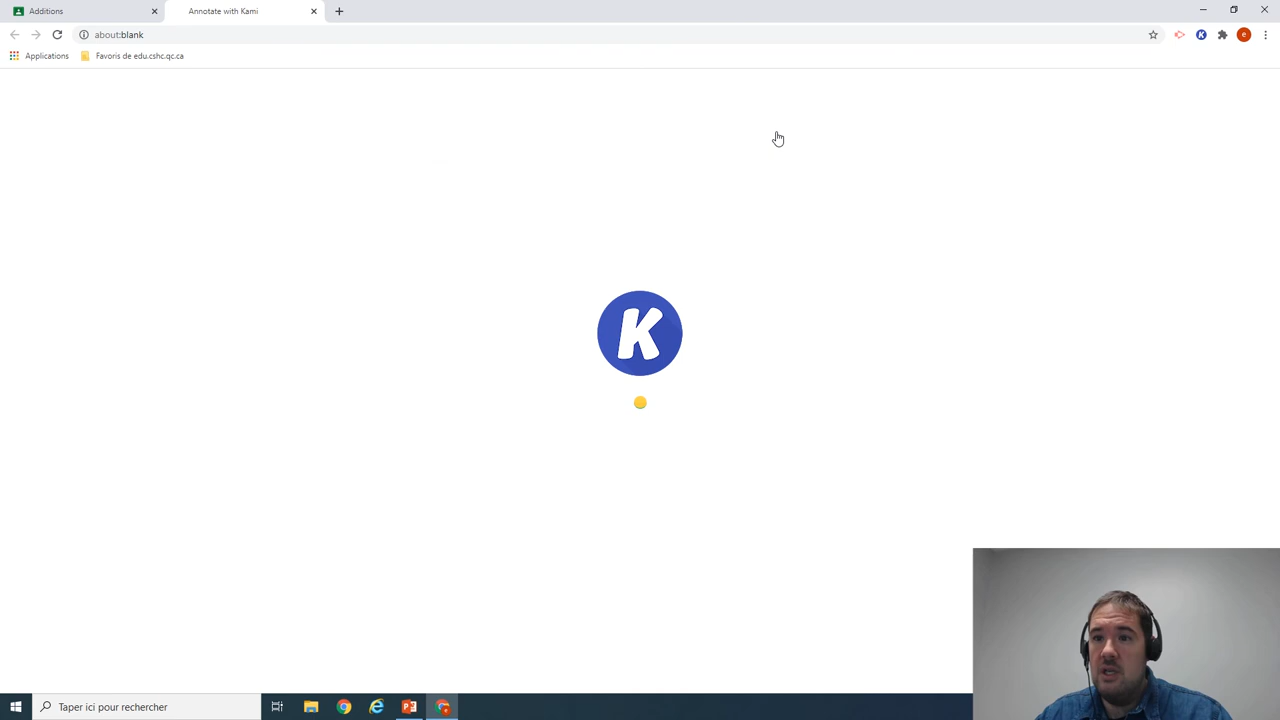 Additions
Annotate with Kami
about:blank
Applications
Favoris de edu.cshc.qc.ca
K
Taper ici pour rechercher